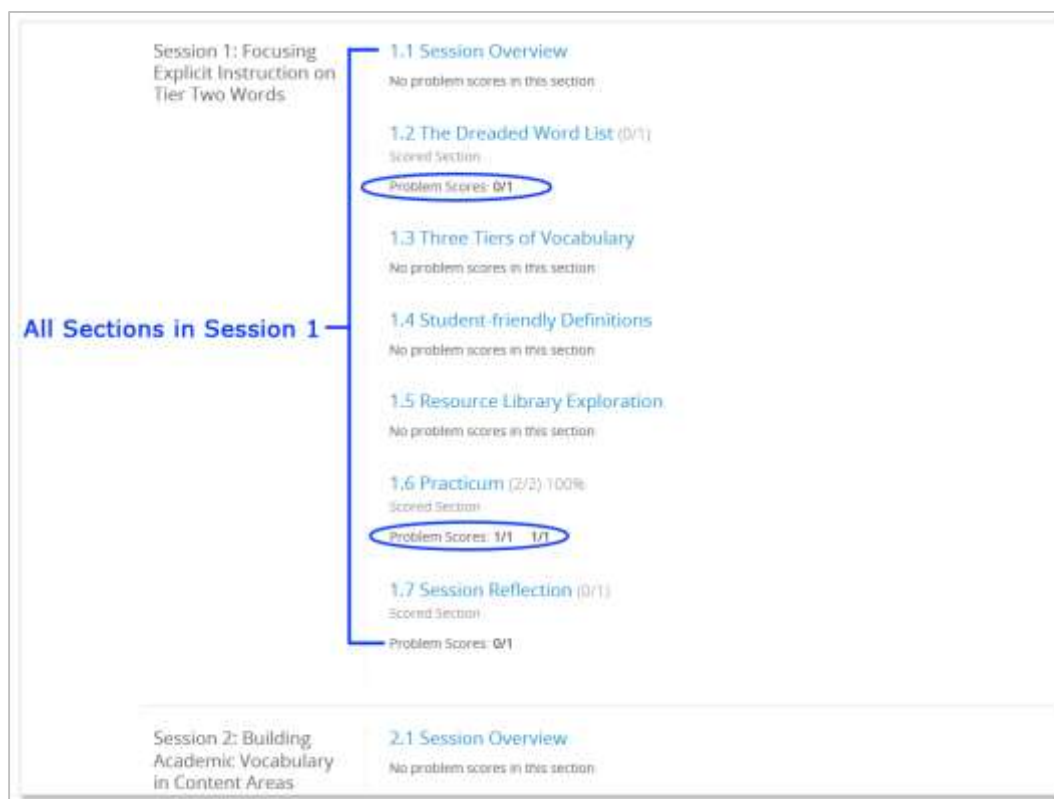 Session 1: Focusing
Explicit Instruction on
Tier Two Words
1.1 Session Overview
No problem scores in this section
1.2 The Dreaded Word List (0/1)
Scored Section
Problem Scores: 0/1
1.3 Three Tiers of Vocabulary
No problem scores in this section
All Sections in Session 1
1.4 Student-friendly Definitions
No problem scores in this section
1.5 Resource Library Exploration
No problem scores in this section
1.6 Practicum (2/2) 100%
Scored Section
Problem Scores: 1/1 1/1
1.7 Session Reflection (0/1)
Scored Section
Problem Scores: 0/1
Session 2: Building
Academic Vocabulary
in Content Areas
2.1 Session Overview
No problem scores in this section